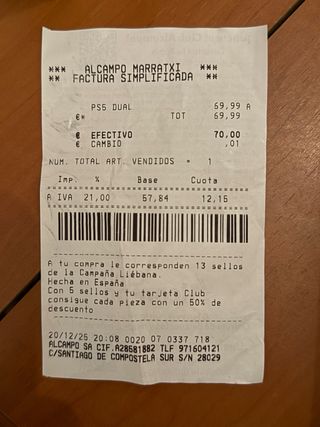 *** ALCAMPO MARRATXI ***
** FACTURA SIMPLIFICADA **
PS5 DUAL 69,99 A
€* TOT 69,99
€ EFECTIVO 70,00
€ CAMBIO ,01
NUM. TOTAL ART. VENDIDOS = 1
Imp. % Base Cuota
A IVA 21,00 57,84 12,15
A tu compra le corresponden 13 sellos
de la Campaña Liébana.
Hecha en España
Con 5 sellos y tu tarjeta Club
consigue cada pieza con un 50% de
descuento
20/12/25 20:08 0020 07 0337 718
ALCAMPO SA CIF.A28581882 TLF 971604121
C/SANTIAGO DE COMPOSTELA SUR S/N 28029